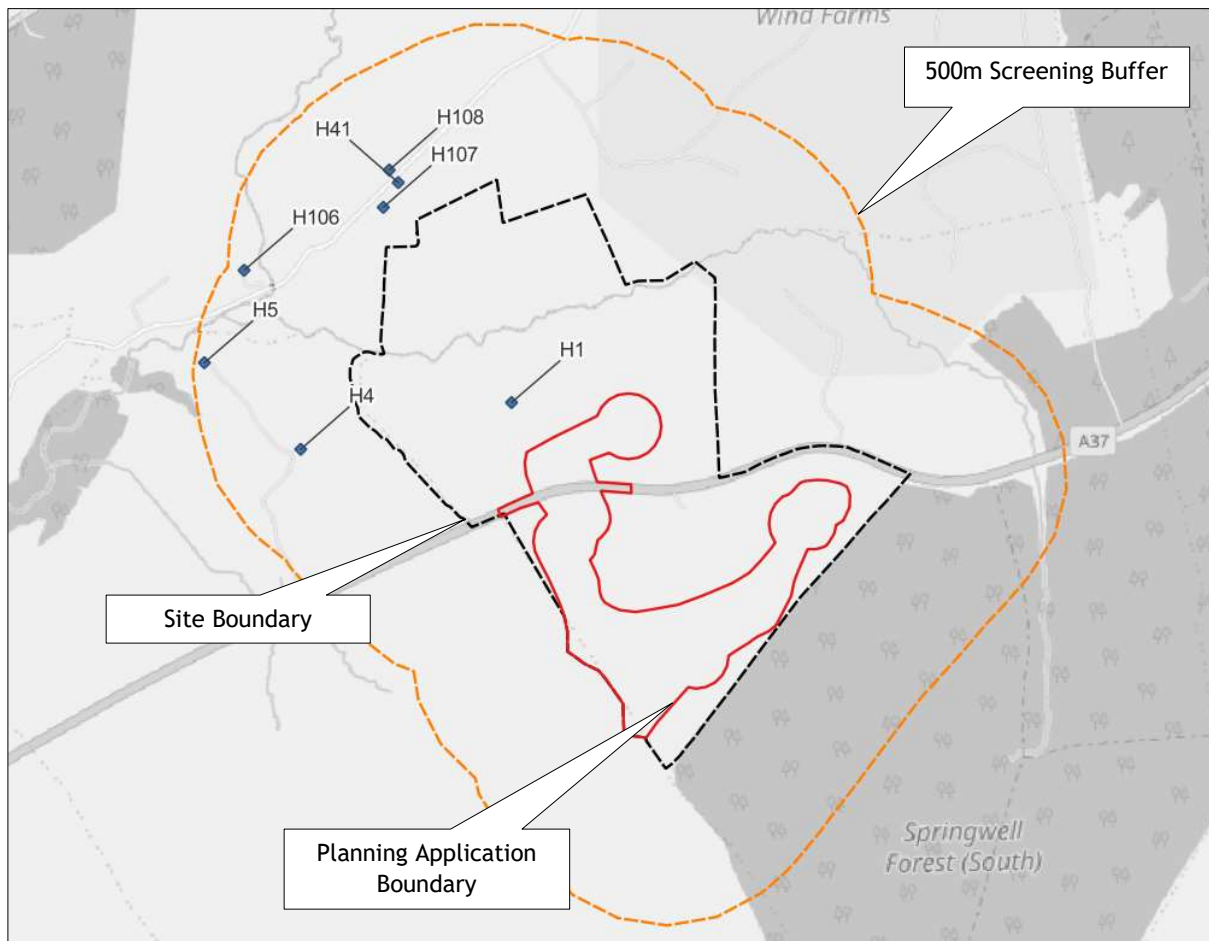 Wind Farms
500m Screening Buffer
H108
H41
H107
H106
H5
H1
H4
A37
Site Boundary
Planning Application
Boundary
Springwell
Forest (South)